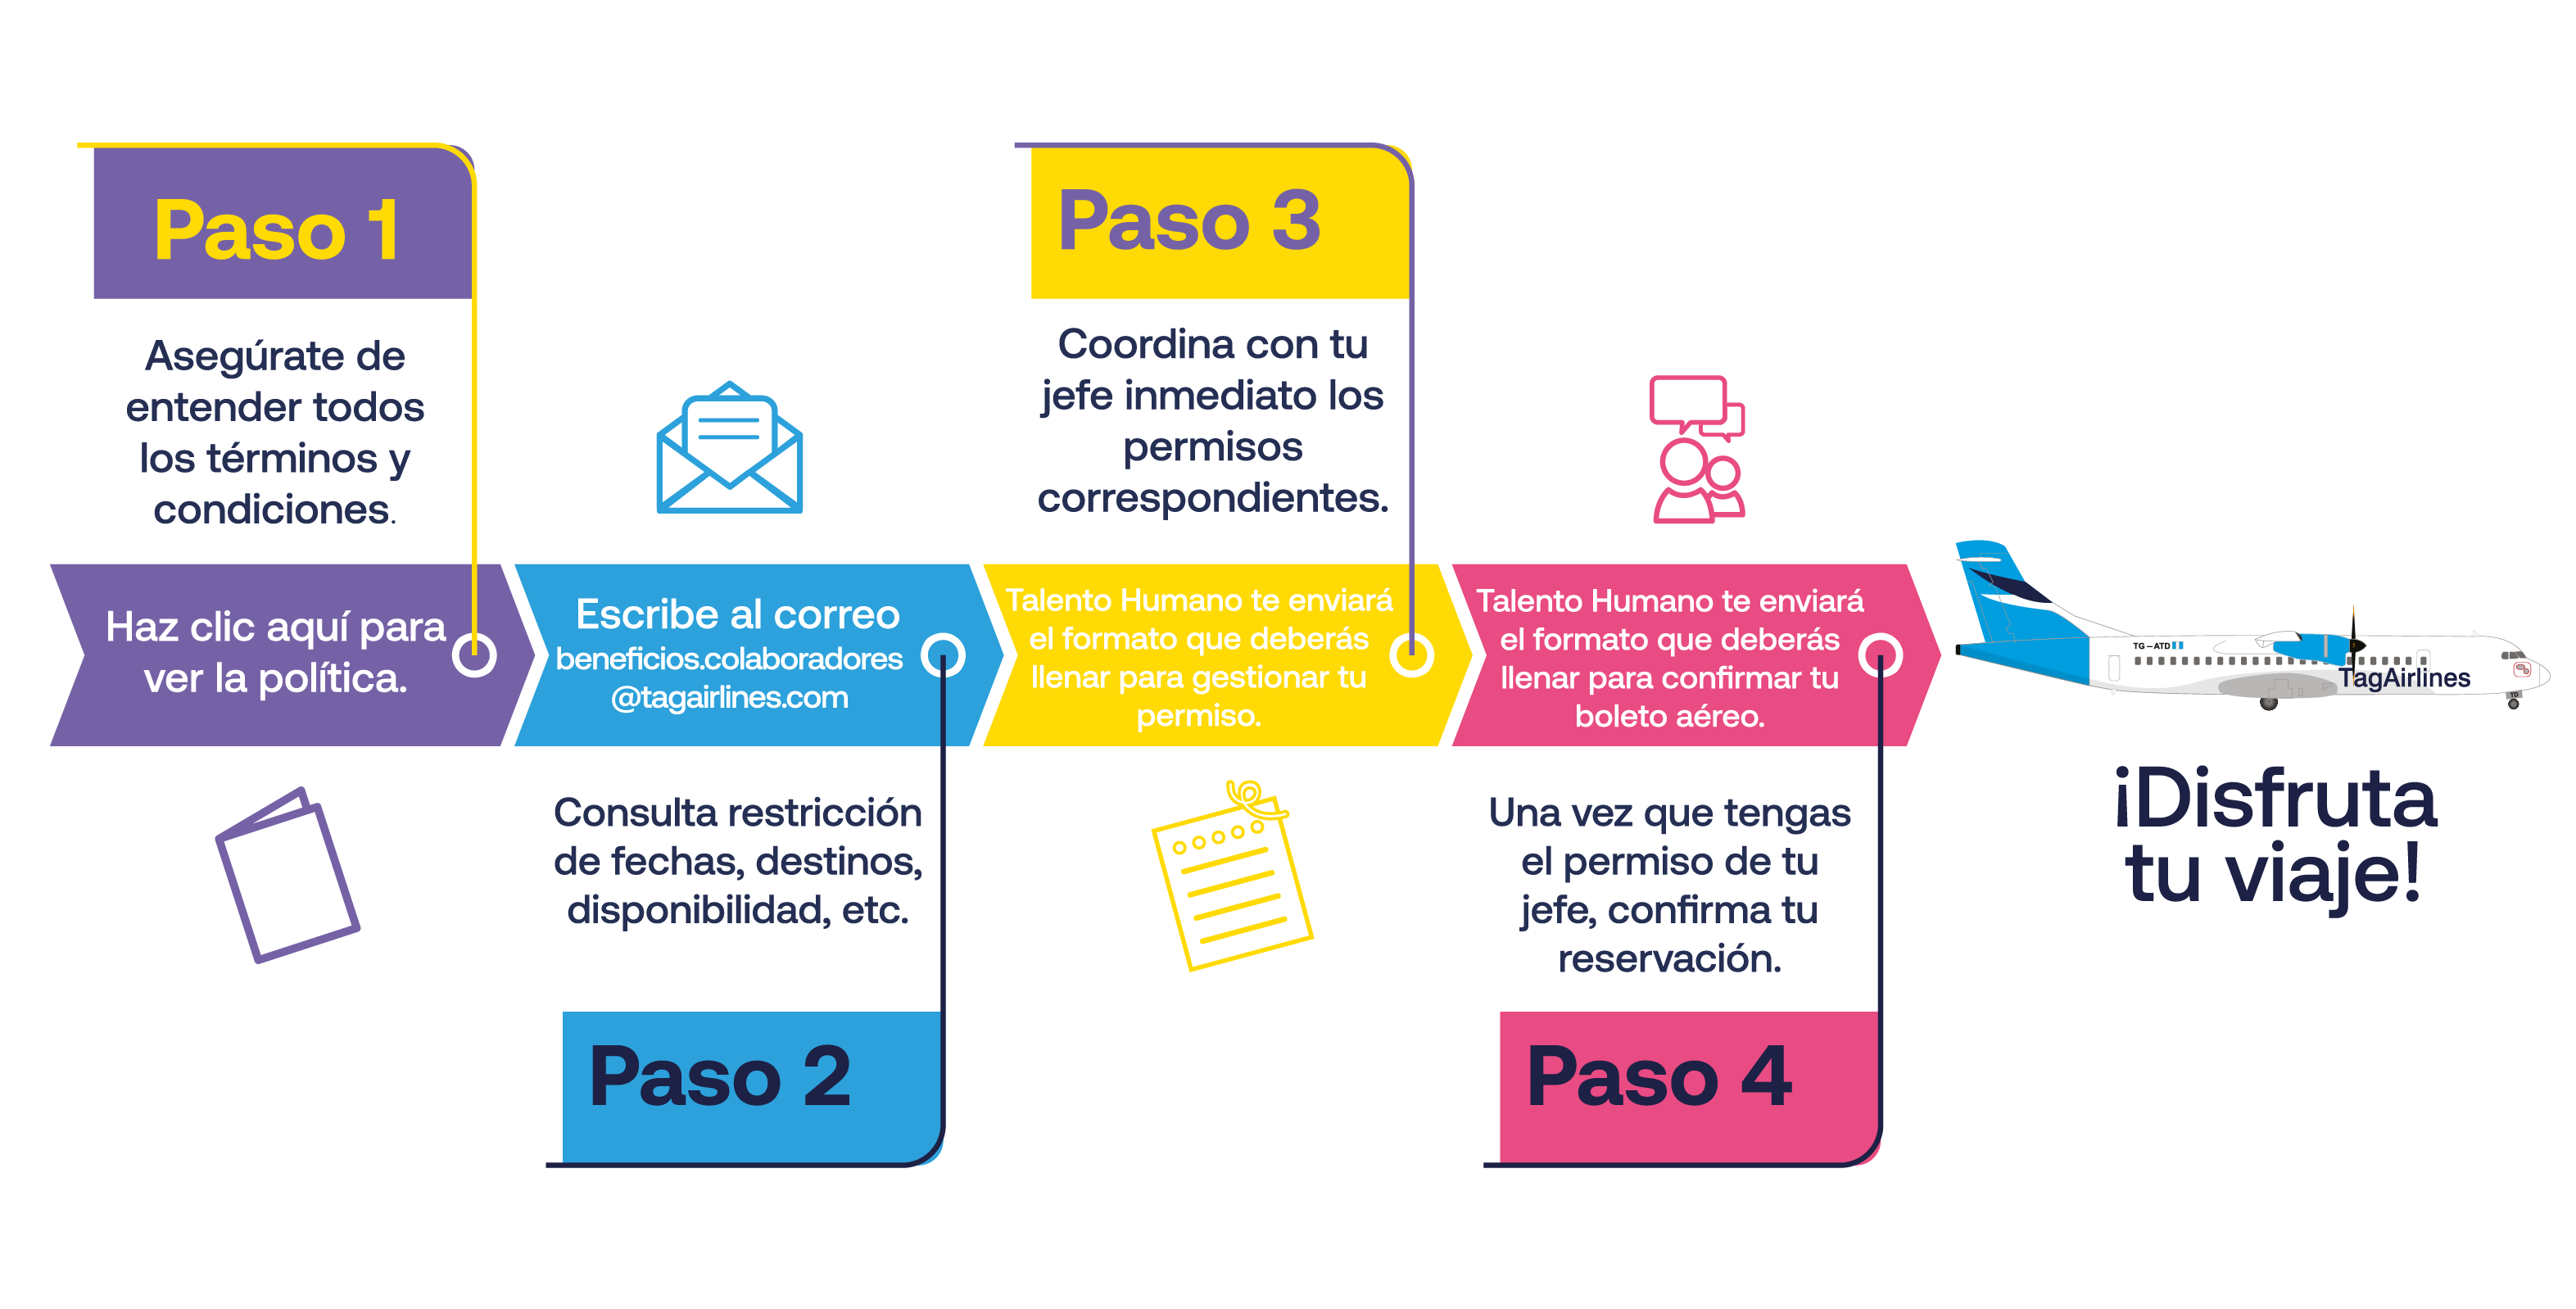 Paso 1
Asegúrate de
entender todos
los términos y
condiciones.
Haz clic aquí para
ver la política.
Escribe al correo
beneficios.colaboradores
@tagairlines.com
Consulta restricción
de fechas, destinos,
disponibilidad, etc.
Paso 2
Paso 3
Coordina con tu
jefe inmediato los
permisos
correspondientes.
Talento Humano te enviará
el formato que deberás
llenar para gestionar tu
permiso.
Talento Humano te enviará
el formato que deberás
llenar para confirmar tu
boleto aéreo.
Una vez que tengas
el permiso de tu
jefe, confirma tu
reservación.
Paso 4
TG-ATD
TagAirlines
TD
¡Disfruta
tu viaje!